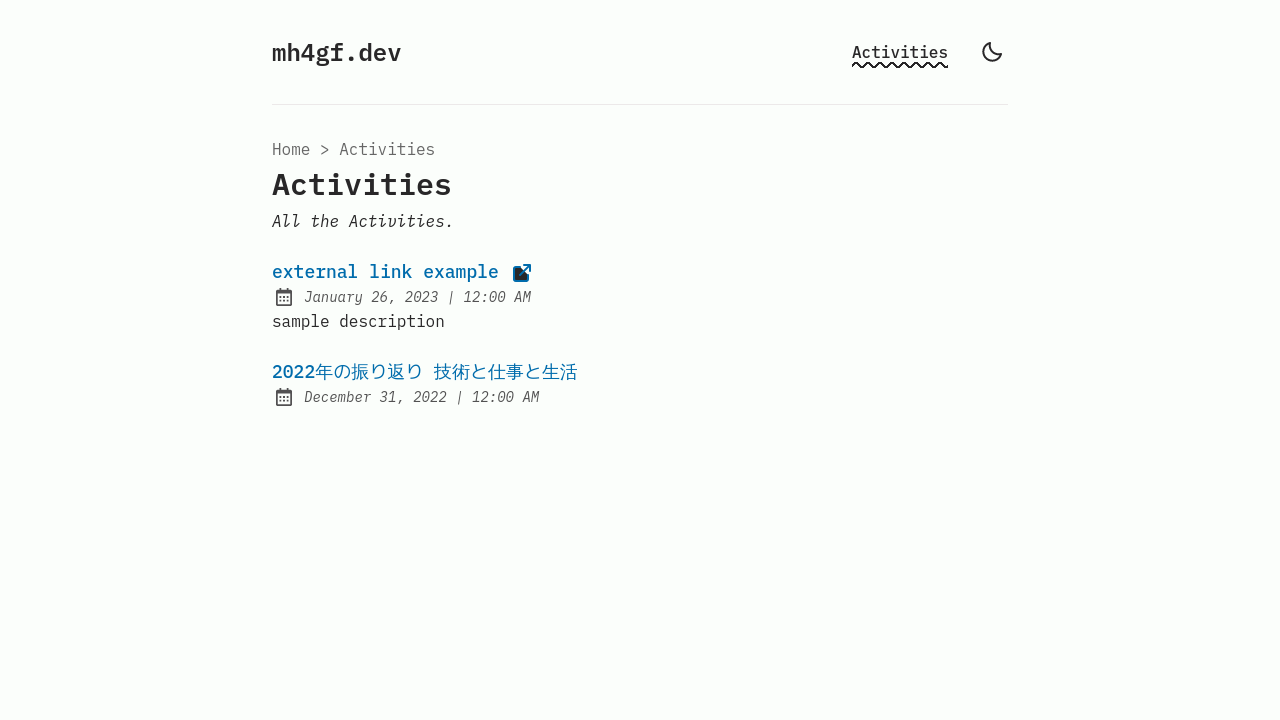 mh4gf.dev
Activities
Home > Activities
Activities
All the Activities.
external link example
January 26, 2023 | 12:00 AM
sample description
2022年の振り返り 技術と仕事と生活
December 31, 2022 | 12:00 AM